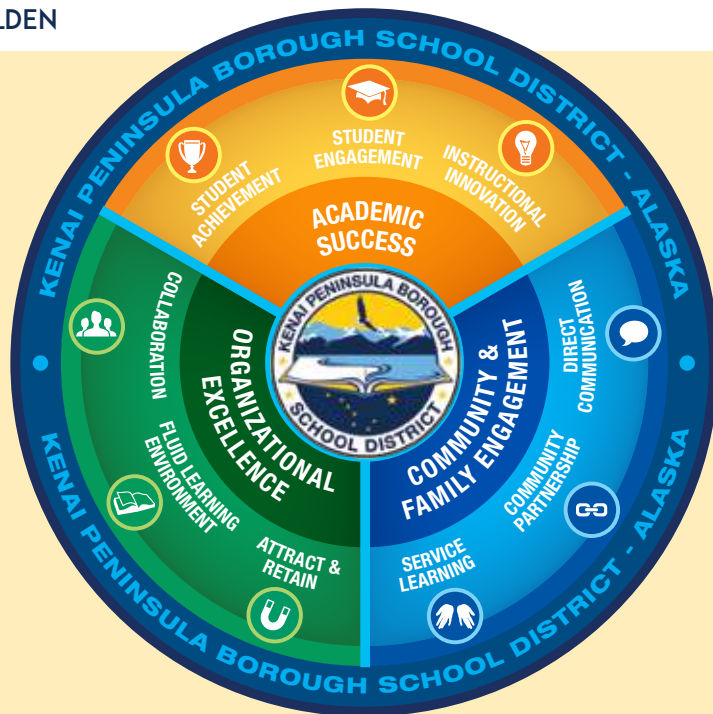 LDEN
KENAI PENINSULA BOROUGH SCHOOL DISTRICT - ALASKA
STUDENT
ACHIEVEMENT
STUDENT
ENGAGEMENT
INSTRUCTIONAL
INNOVATION
ACADEMIC
SUCCESS
COLLABORATION
FLUID LEARNING
ENVIRONMENT
ATTRACT &
RETAIN
ORGANIZATIONAL
EXCELLENCE
KENAI PENINSULA BOROUGH
SCHOOL DISTRICT
COMMUNITY &
FAMILY ENGAGEMENT
DIRECT
COMMUNICATION
COMMUNITY
PARTNERSHIP
SERVICE
LEARNING
KENAI PENINSULA BOROUGH SCHOOL DISTRICT - ALASKA